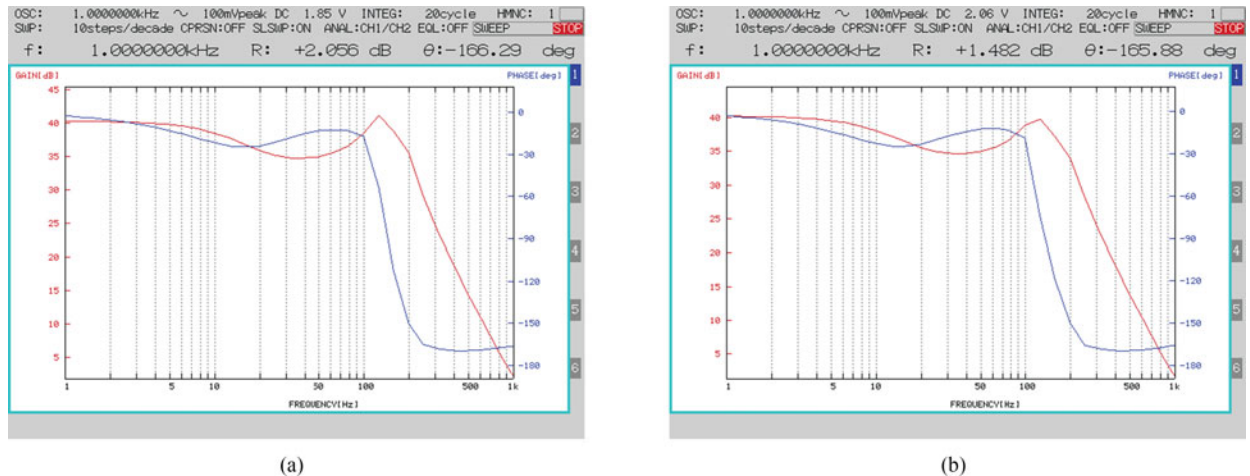 OSC: 1.0000000kHz ~ 100mVpeak DC 1.85 V INTEG: 20cycle HMNC: 1
SWP: 10steps/decade CPRSN:OFF SLSWP:ON ANAL:CH1/CH2 EQL:OFF SWEEP STOP
f: 1.0000000kHz R: +2.056 dB θ:-166.29 deg
GAIN[dB] PHASE[deg] 1
45
40
35
30
25
20
15
10
5
0
-30
-60
-90
-120
-150
-180
2
3
4
5
6
1 5 10 50 100 500 1k
FREQUENCY[Hz]
(a)
OSC: 1.0000000kHz ~ 100mVpeak DC 2.06 V INTEG: 20cycle HMNC: 1
SWP: 10steps/decade CPRSN:OFF SLSWP:ON ANAL:CH1/CH2 EQL:OFF SWEEP STOP
f: 1.0000000kHz R: +1.482 dB θ:-165.88 deg
GAIN[dB] PHASE[deg] 1
40
35
30
25
20
15
10
5
0
-30
-60
-90
-120
-150
-180
2
3
4
5
6
1 5 10 50 100 500 1k
FREQUENCY[Hz]
(b)